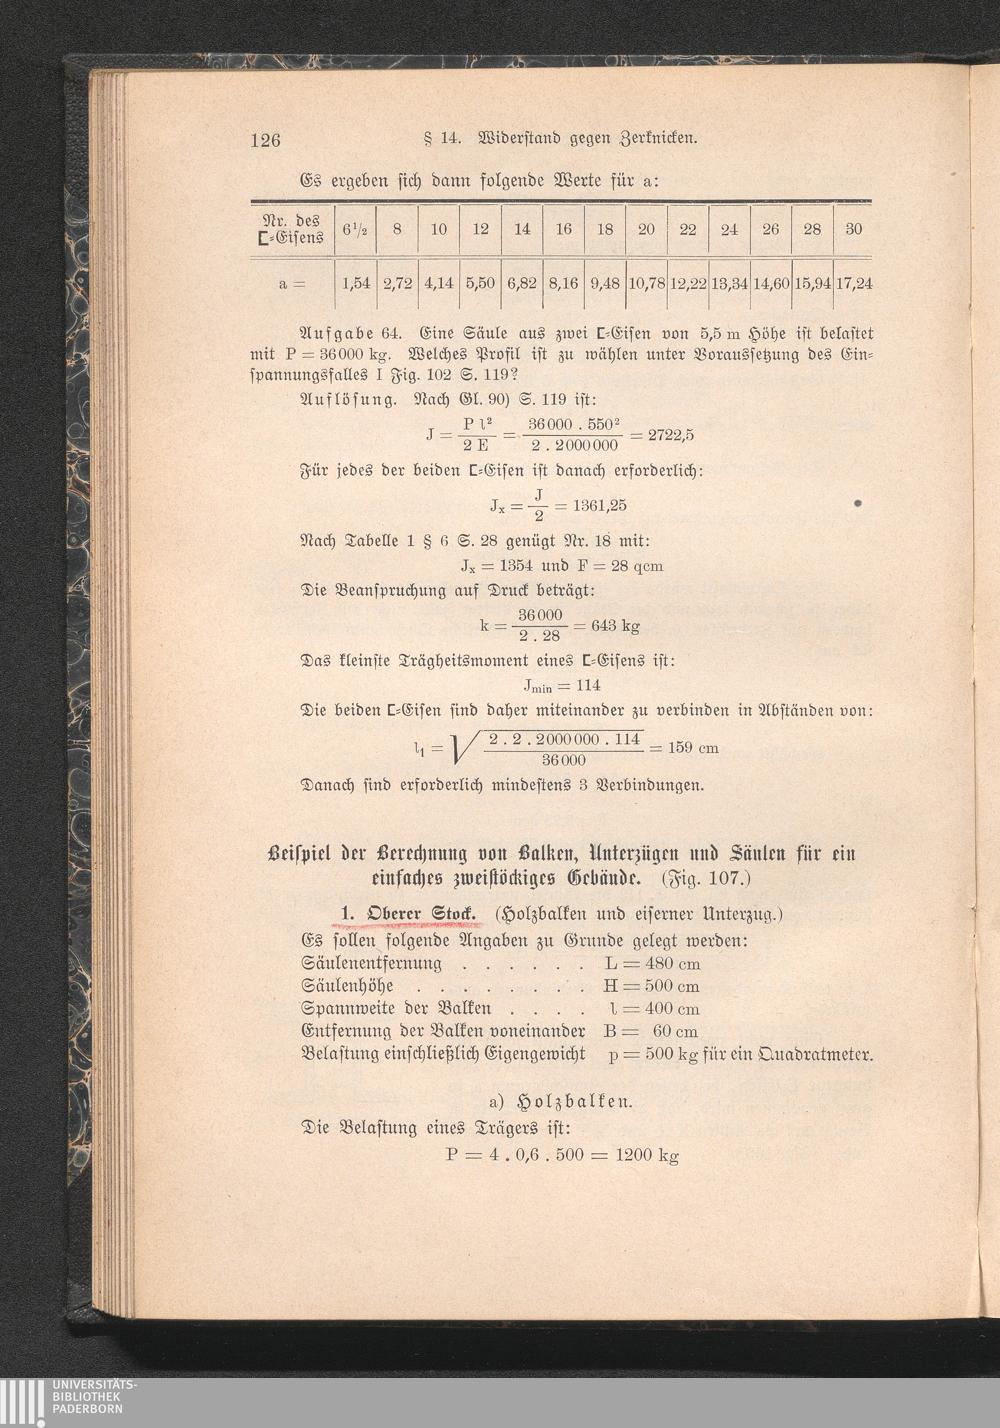 126 § 14. Widerstand gegen Zerknicken.
Es ergeben sich dann folgende Werte für a:
Nr. des
⊏-Eisens 6 1/2 8 10 12 14 16 18 20 22 24 26 28 30
a = 1,54 2,72 4,14 5,50 6,82 8,16 9,48 10,78 12,22 13,34 14,60 15,94 17,24
Aufgabe 64. Eine Säule aus zwei ⊏-Eisen von 5,5 m Höhe ist belastet
mit P = 36000 kg. Welches Profil ist zu wählen unter Voraussetzung des Ein-
spannungsfalles I Fig. 102 S. 119?
Auflösung. Nach Gl. 90) S. 119 ist:
J = P l² / 2 E = 36000 . 550² / 2 . 2000000 = 2722,5
Für jedes der beiden ⊏-Eisen ist danach erforderlich:
Jx = J / 2 = 1361,25
Nach Tabelle 1 § 6 S. 28 genügt Nr. 18 mit:
Jx = 1354 und F = 28 qcm
Die Beanspruchung auf Druck beträgt:
k = 36000 / 2 . 28 = 643 kg
Das kleinste Trägheitsmoment eines ⊏-Eisens ist:
Jmin = 114
Die beiden ⊏-Eisen sind daher miteinander zu verbinden in Abständen von:
l₁ = √ 2 . 2 . 2000000 . 114 / 36000 = 159 cm
Danach sind erforderlich mindestens 3 Verbindungen.
Beispiel der Berechnung von Balken, Unterzügen und Säulen für ein
einfaches zweistöckiges Gebäude. (Fig. 107.)
1. Oberer Stock. (Holzbalken und eiserner Unterzug.)
Es sollen folgende Angaben zu Grunde gelegt werden:
Säulenentfernung . . . . . . L = 480 cm
Säulenhöhe . . . . . . . . H = 500 cm
Spannweite der Balken . . . . l = 400 cm
Entfernung der Balken voneinander B = 60 cm
Belastung einschließlich Eigengewicht p = 500 kg für ein Quadratmeter.
a) Holzbalken.
Die Belastung eines Trägers ist:
P = 4 . 0,6 . 500 = 1200 kg
UNIVERSITÄTS-
BIBLIOTHEK
PADERBORN